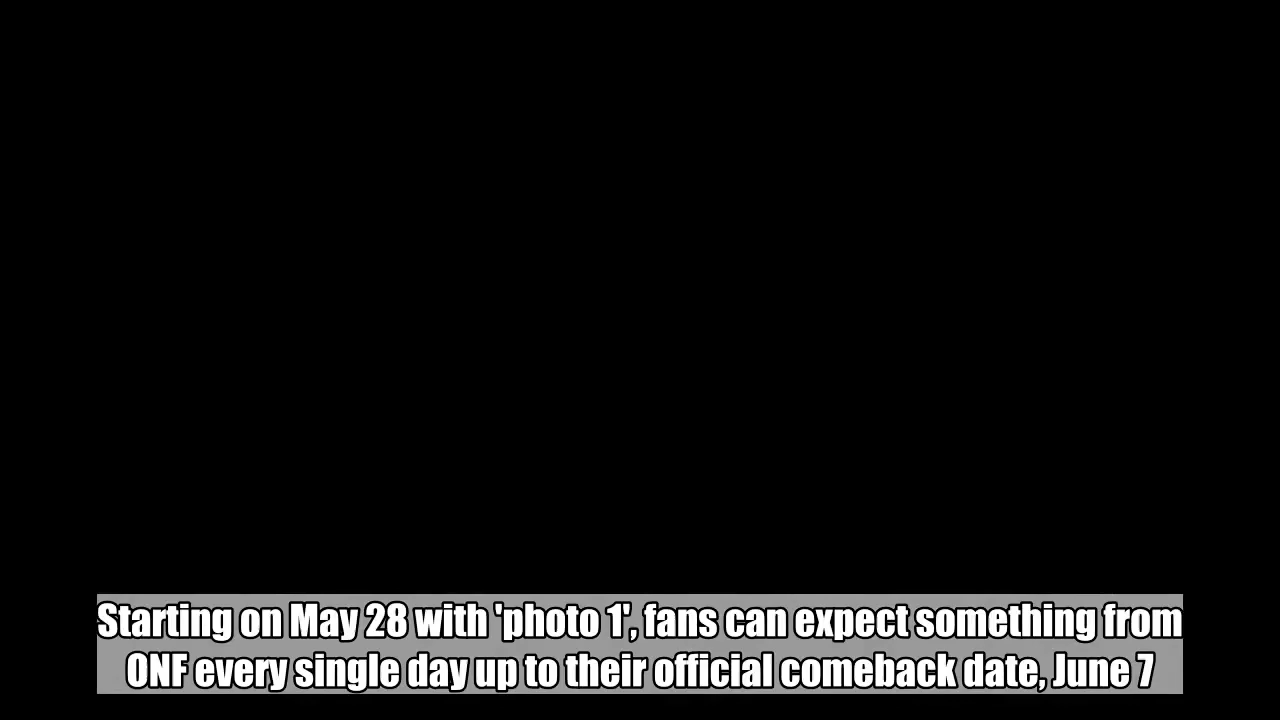 Starting on May 28 with 'photo 1', fans can expect something from
ONF every single day up to their official comeback date, June 7